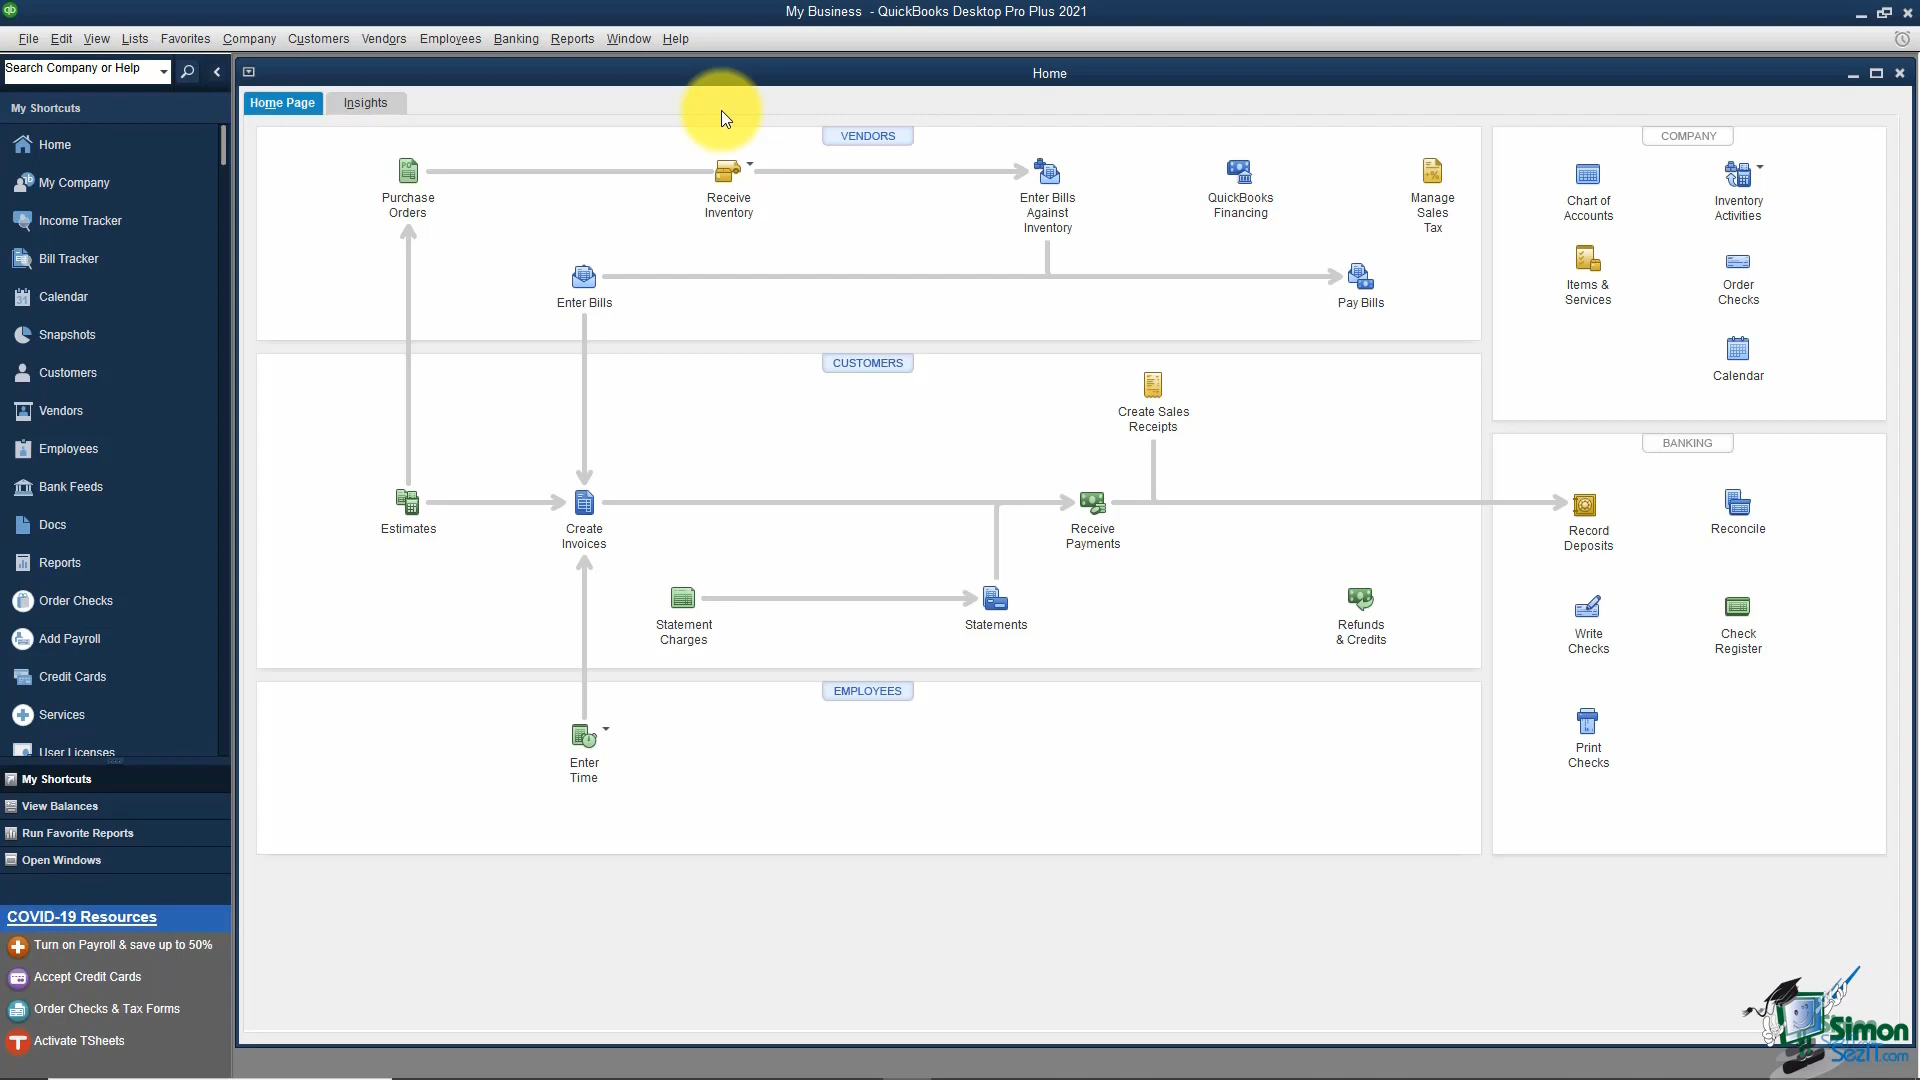 My Business - QuickBooks Desktop Pro Plus 2021
File Edit View Lists Favorites Company Customers Vendors Employees Banking Reports Window Help
Search Company or Help
Home
My Shortcuts
Home
My Company
Income Tracker
Bill Tracker
Calendar
Snapshots
Customers
Vendors
Employees
Bank Feeds
Docs
Reports
Order Checks
Add Payroll
Credit Cards
Services
User Licenses
My Shortcuts
View Balances
Run Favorite Reports
Open Windows
COVID-19 Resources
Turn on Payroll & save up to 50%
Accept Credit Cards
Order Checks & Tax Forms
Activate TSheets
Home Page
Insights
VENDORS
Purchase
Orders
Receive
Inventory
Enter Bills
Against
Inventory
QuickBooks
Financing
Manage
Sales
Tax
Enter Bills
Pay Bills
CUSTOMERS
Create Sales
Receipts
Estimates
Create
Invoices
Receive
Payments
Statement
Charges
Statements
Refunds
& Credits
EMPLOYEES
Enter
Time
COMPANY
Chart of
Accounts
Inventory
Activities
Items &
Services
Order
Checks
Calendar
BANKING
Record
Deposits
Reconcile
Write
Checks
Check
Register
Print
Checks
Simon
SezIT.com